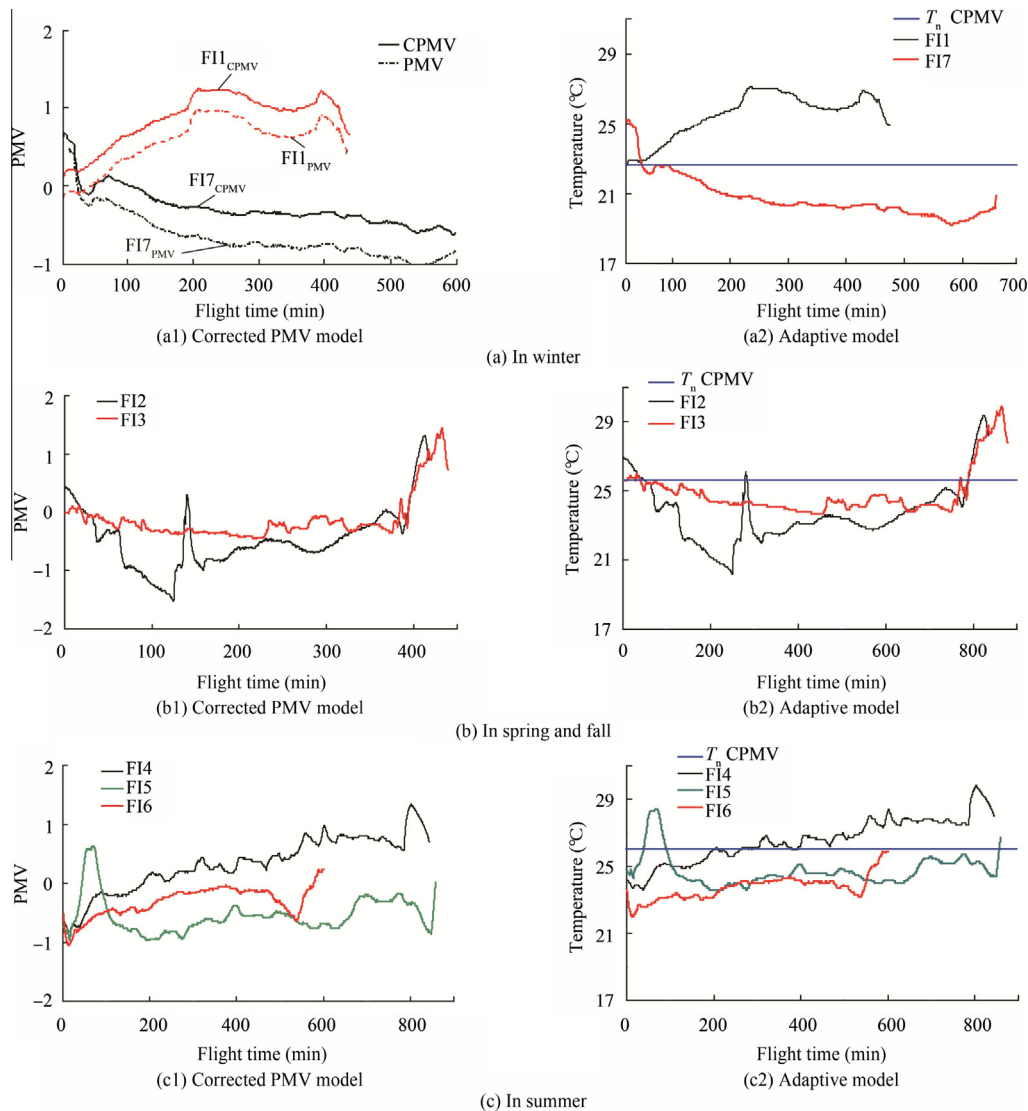 2
1
0
−1
PMV
FI1CPMV
FI1PMV
FI7CPMV
FI7PMV
CPMV
PMV
0 100 200 300 400 500 600
Flight time (min)
(a1) Corrected PMV model
29
25
21
17
Temperature (℃)
Tn CPMV
FI1
FI7
0 100 200 300 400 500 600 700
Flight time (min)
(a2) Adaptive model
(a) In winter
2
1
0
−1
−2
PMV
FI2
FI3
0 100 200 300 400
Flight time (min)
(b1) Corrected PMV model
29
25
21
17
Temperature (℃)
Tn CPMV
FI2
FI3
0 200 400 600 800
Flight time (min)
(b2) Adaptive model
(b) In spring and fall
2
1
0
−1
−2
PMV
FI4
FI5
FI6
0 200 400 600 800
Flight time (min)
(c1) Corrected PMV model
29
25
21
17
Temperature (℃)
Tn CPMV
FI4
FI5
FI6
0 200 400 600 800
Flight time (min)
(c2) Adaptive model
(c) In summer